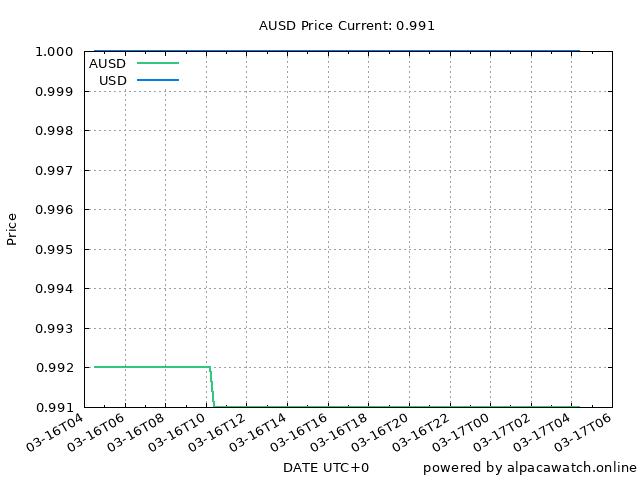 AUSD Price Current: 0.991
1.000
0.999
0.998
0.997
0.996
0.995
0.994
0.993
0.992
0.991
Price
AUSD
USD
03-16T04
03-16T06
03-16T08
03-16T10
03-16T12
03-16T14
03-16T16
03-16T18
03-16T20
03-16T22
03-17T00
03-17T02
03-17T04
03-17T06
DATE UTC+0
powered by alpacawatch.online